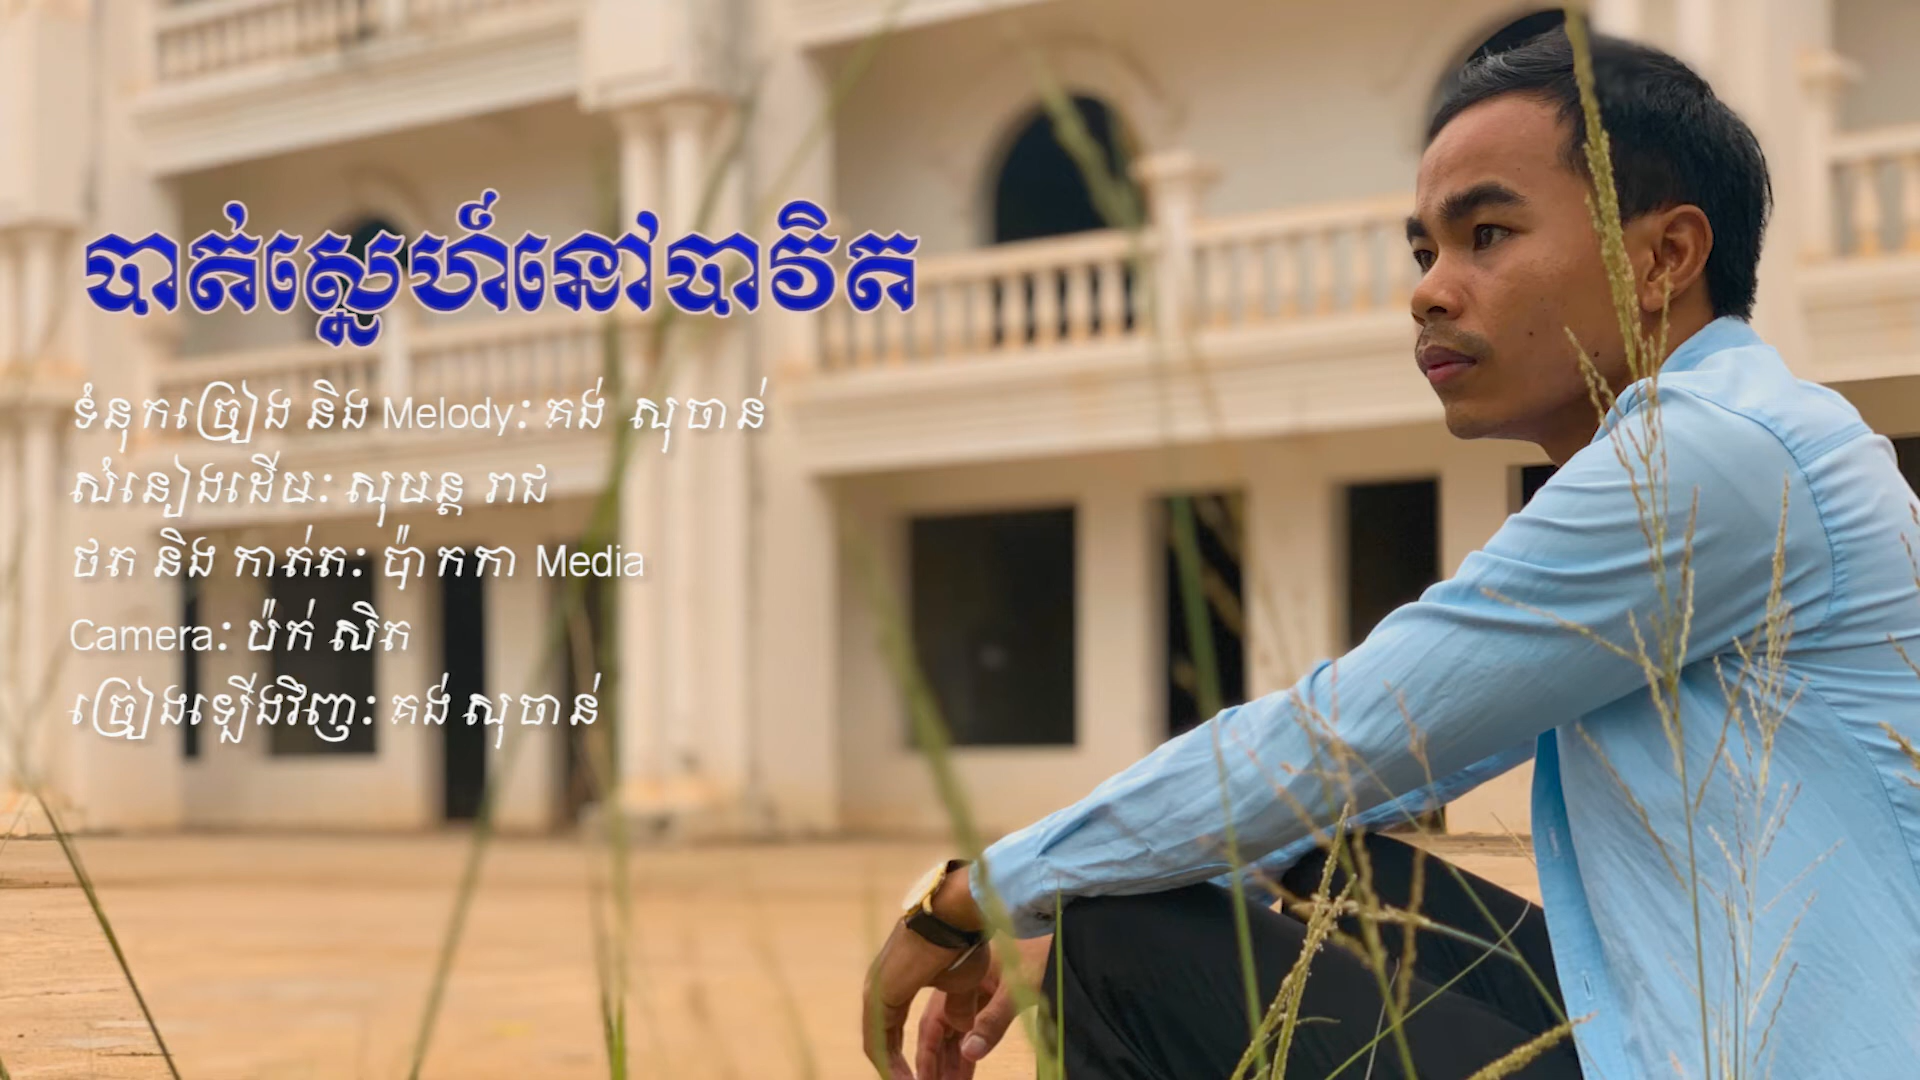 បាត់ស្នេហ៍នៅបាវិត
ទំនុកច្រៀង និង Melody: គង់ សុចាន់
សំនៀងដើម: សុមន្ត រាជ
ថត និង កាត់ត: ប៉ាកកា Media
Camera: ប៉ក់ សិត
ច្រៀងឡើងវិញ: គង់ សុចាន់